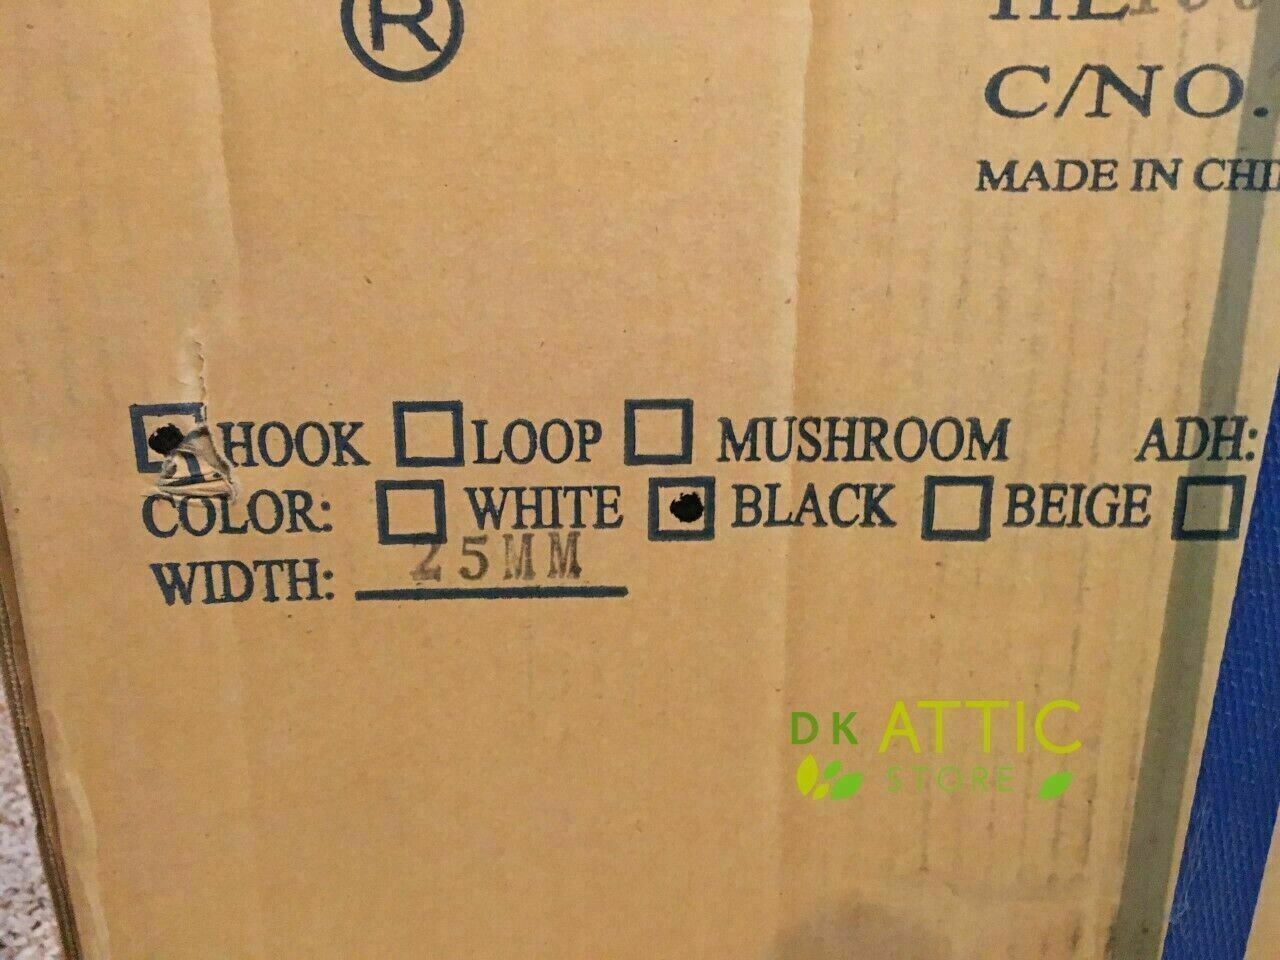 ®
C/NO.
MADE IN CHI
HOOK LOOP MUSHROOM ADH:
COLOR: WHITE BLACK BEIGE
WIDTH: 25MM
DK ATTIC
STORE